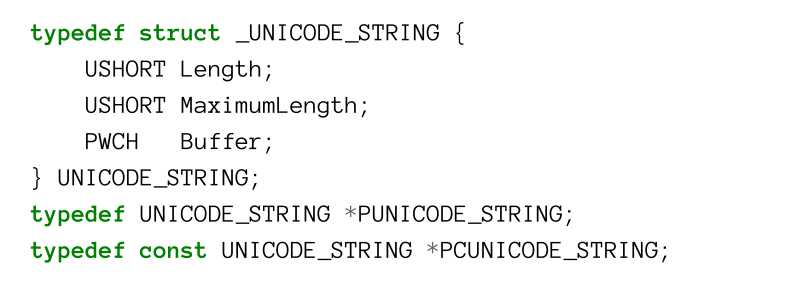 typedef struct _UNICODE_STRING {
    USHORT Length;
    USHORT MaximumLength;
    PWCH   Buffer;
} UNICODE_STRING;
typedef UNICODE_STRING *PUNICODE_STRING;
typedef const UNICODE_STRING *PCUNICODE_STRING;